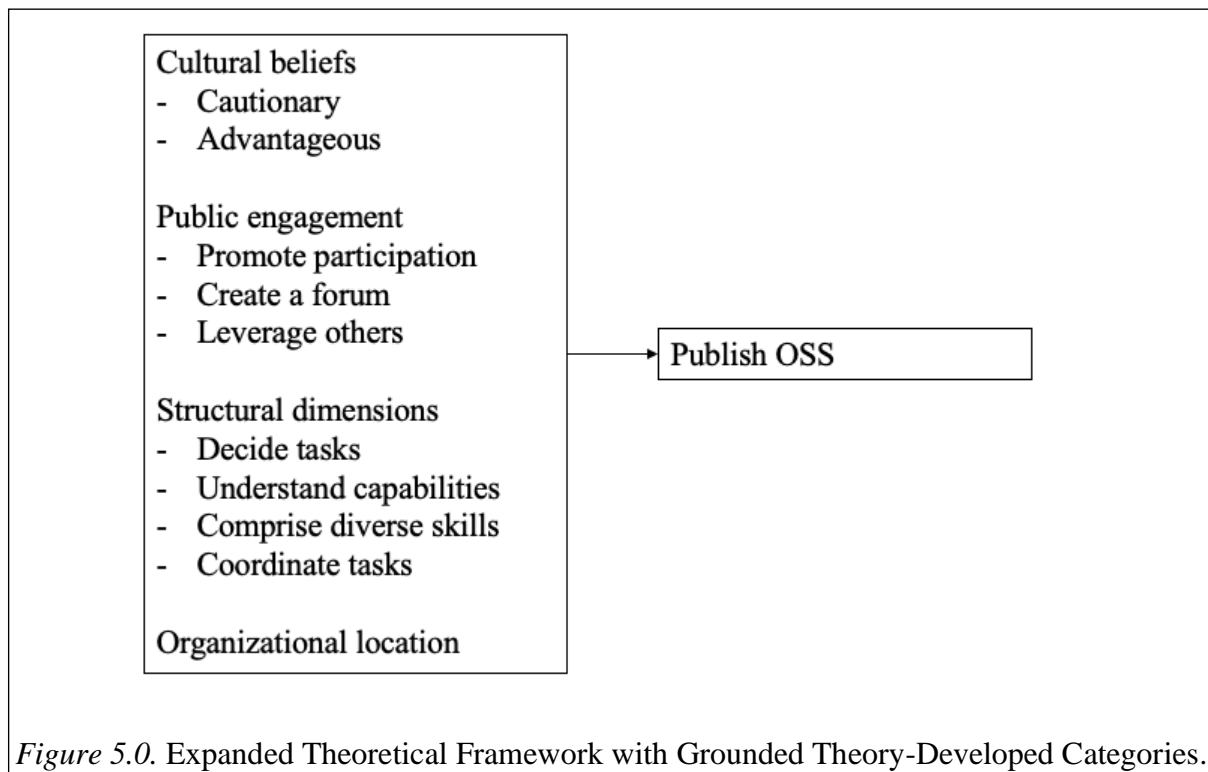 Cultural beliefs
- Cautionary
- Advantageous
Public engagement
- Promote participation
- Create a forum
- Leverage others
Structural dimensions
- Decide tasks
- Understand capabilities
- Comprise diverse skills
- Coordinate tasks
Organizational location
Publish OSS
Figure 5.0. Expanded Theoretical Framework with Grounded Theory-Developed Categories.